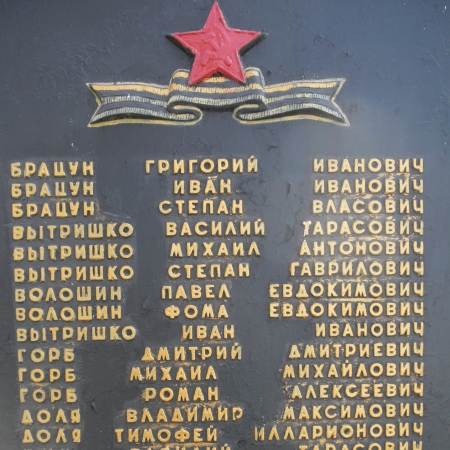 БРАЦУН ГРИГОРИЙ ИВАНОВИЧ
БРАЦУН ИВАН ИВАНОВИЧ
БРАЦУН СТЕПАН ВЛАСОВИЧ
ВЫТРИШКО ВАСИЛИЙ ТАРАСОВИЧ
ВЫТРИШКО МИХАИЛ АНТОНОВИЧ
ВЫТРИШКО СТЕПАН ГАВРИЛОВИЧ
ВОЛОШИН ПАВЕЛ ЕВДОКИМОВИЧ
ВОЛОШИН ФОМА ЕВДОКИМОВИЧ
ВЫТРИШКО ИВАН ИВАНОВИЧ
ГОРБ ДМИТРИЙ ДМИТРИЕВИЧ
ГОРБ МИХАИЛ МИХАЙЛОВИЧ
ГОРБ РОМАН АЛЕКСЕЕВИЧ
ДОЛЯ ВЛАДИМИР МАКСИМОВИЧ
ДОЛЯ ТИМОФЕЙ ИЛЛАРИОНОВИЧ
ТАРАСОВИЧ